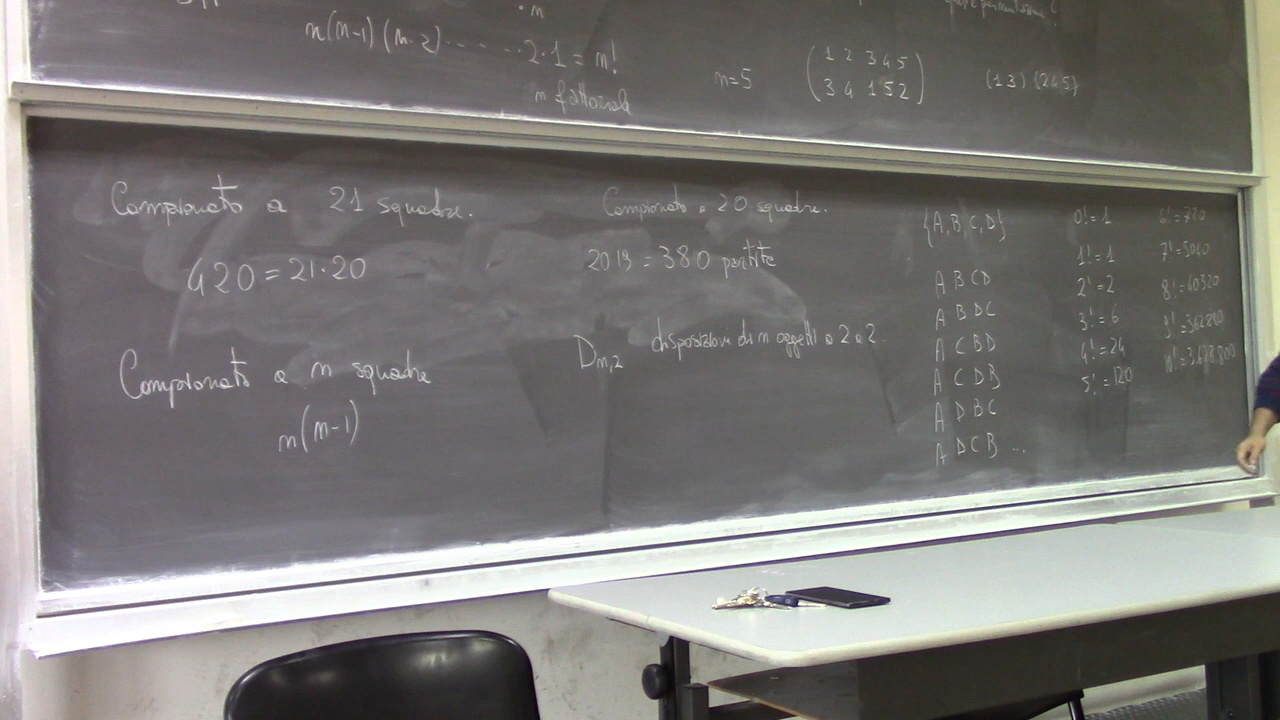 · n
n(n-1)(n-2) ...... 2·1 = n!
n fattoriale
n=5
(1 2 3 4 5
3 4 1 5 2)
(1 3) (2 4 5)
Campionato a 21 squadre.
420 = 21·20
Campionato a n squadre
n(n-1)
Campionato a 20 squadre.
20 19 = 380 partite
Dn,2 disposizioni di n oggetti a 2 a 2.
{A,B,C,D}
A B C D
A B D C
A C B D
A C D B
A D B C
A D C B ...
0! = 1
1! = 1
2! = 2
3! = 6
4! = 24
5! = 120
6! = 720
7! = 5040
8! = 40320
9! = 362880
10! = 3.628.800